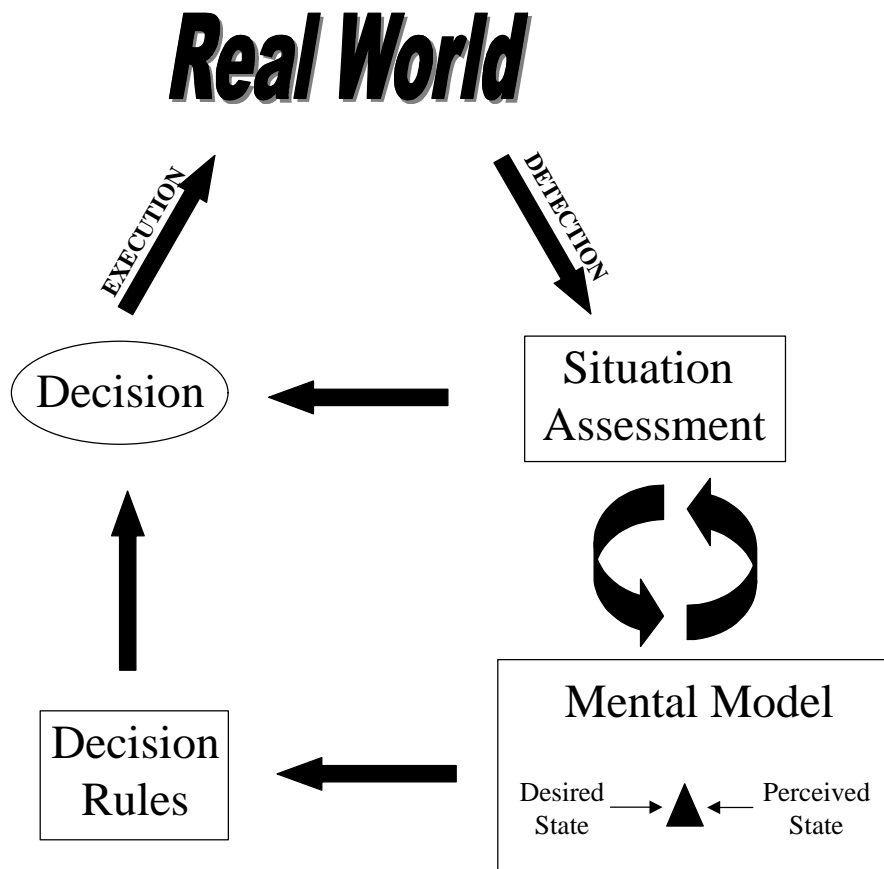 Real World
EXECUTION
DETECTION
Decision
Situation
Assessment
Decision
Rules
Mental Model
Desired
State
Perceived
State